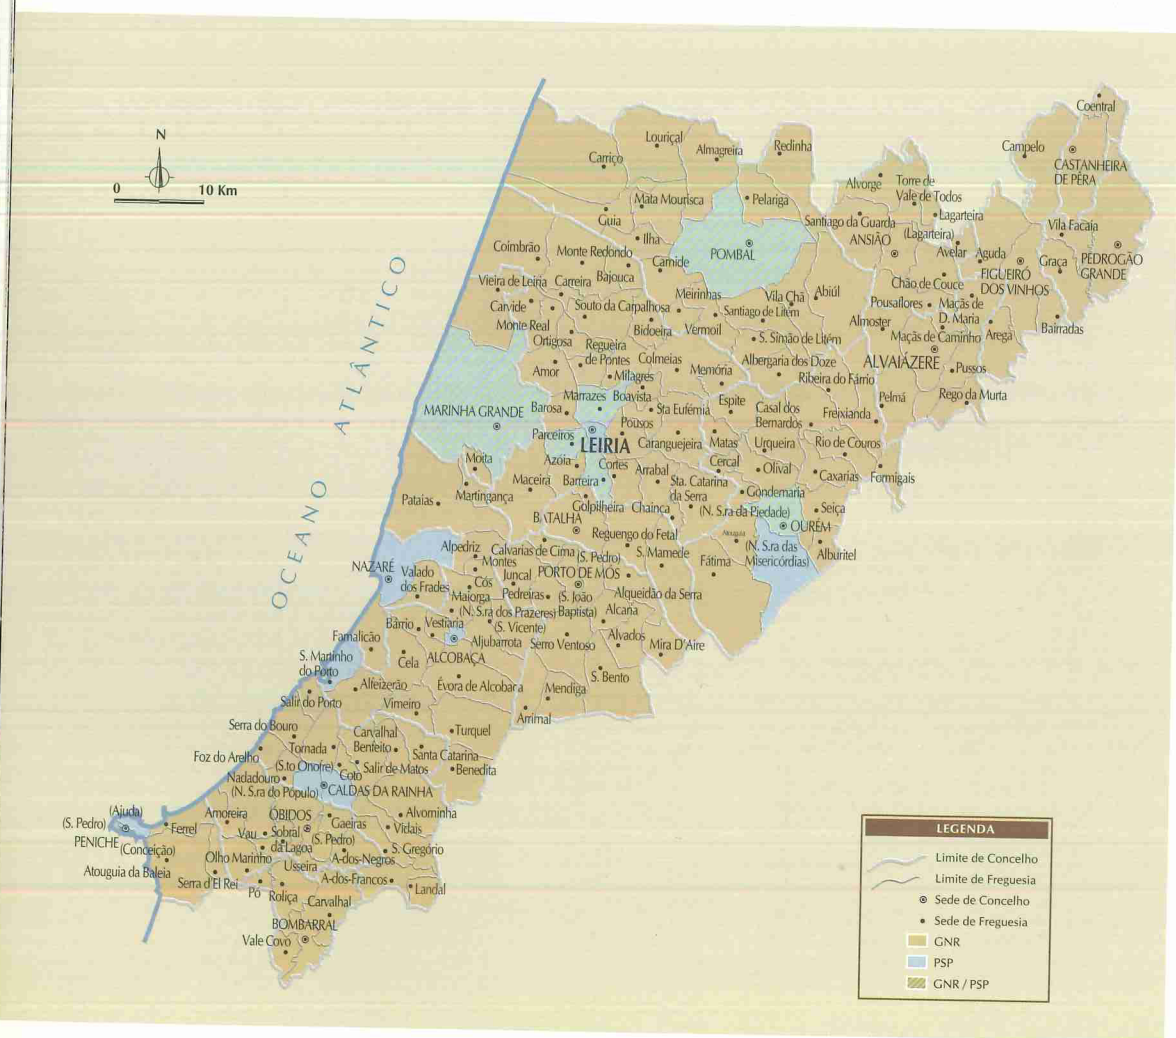 N
0 10 Km
OCEANO ATLÂNTICO
Coentral
Campelo
CASTANHEIRA
DE PÊRA
Louriçal
Almagreira
Redinha
Carriço
Alvorge
Torre de
Vale de Todos
Mata Mourisca
Pelariga
Guia
Santiago da Guarda
Lagarteira
(Lagarteira)
Vila Facaia
ANSIÃO
Ilha
Coimbrão
Monte Redondo
POMBAL
Avelar
Aguda
Graça
PEDROGÃO
GRANDE
Carnide
Bajouca
FIGUEIRÓ
DOS VINHOS
Vieira de Leiria
Carreira
Chão de Couce
Meirinhas
Vila Chã
Abiúl
Pousaflores
Maçãs de
D. Maria
Carvide
Souto da Carpalhosa
Santiago de Litém
Almoster
Bairradas
Monte Real
Bidoeira
Vermoil
S. Simão de Litém
Maçãs de Caminho
Arega
Ortigosa
Regueira
de Pontes
Colmeias
Albergaria dos Doze
ALVAIÁZERE
Pussos
Amor
Milagres
Memória
Ribeira do Fárrio
Rego da Murta
Marrazes
Boavista
Pelmá
MARINHA GRANDE
Barosa
Sta Eufémia
Espite
Casal dos
Bernardos
Freixianda
Pousos
Parceiros
LEIRIA
Caranguejeira
Matas
Urqueira
Rio de Couros
Moita
Azóia
Cortes
Arrabal
Cercal
Olival
Caxarias
Formigais
Maceira
Barreira
Sta. Catarina
da Serra
Gondemaria
Pataias
Martingança
Golpilheira
Chainça
(N. S.ra da Piedade)
Seiça
BATALHA
OURÉM
Reguengo do Fetal
Atouguia
(N. S.ra das
Misericórdias)
Alburitel
Alpedriz
Calvarias de Cima
(S. Pedro)
S. Mamede
Fátima
NAZARÉ
Montes
Valado
dos Frades
Juncal
PORTO DE MÓS
Cós
Maiorga
Pedreiras
(S. João
Baptista)
Alqueidão da Serra
(N. S.ra dos Prazeres)
Alcaria
Bárrio
Vestiaria
(S. Vicente)
Famalicão
Aljubarrota
Serro Ventoso
Alvados
Mira D'Aire
S. Martinho
do Porto
Cela
ALCOBAÇA
S. Bento
Alfeizerão
Évora de Alcobaça
Mendiga
Salir do Porto
Vimeiro
Arrimal
Serra do Bouro
Carvalhal
Benfeito
Turquel
Foz do Arelho
Tornada
Santa Catarina
(S.to Onofre)
Coto
Salir de Matos
Benedita
Nadadouro
(N. S.ra do Pópulo)
CALDAS DA RAINHA
(Ajuda)
Amoreira
ÓBIDOS
Alvominha
(S. Pedro)
Ferrel
Gaeiras
Vidais
PENICHE
Vau
Sobral
da Lagoa
(S. Pedro)
(Conceição)
Olho Marinho
A-dos-Negros
S. Gregório
Atouguia da Baleia
Usseira
Serra d'El Rei
Pó
Roliça
A-dos-Francos
Landal
Carvalhal
BOMBARRAL
Vale Covo
LEGENDA
Limite de Concelho
Limite de Freguesia
Sede de Concelho
Sede de Freguesia
GNR
PSP
GNR / PSP